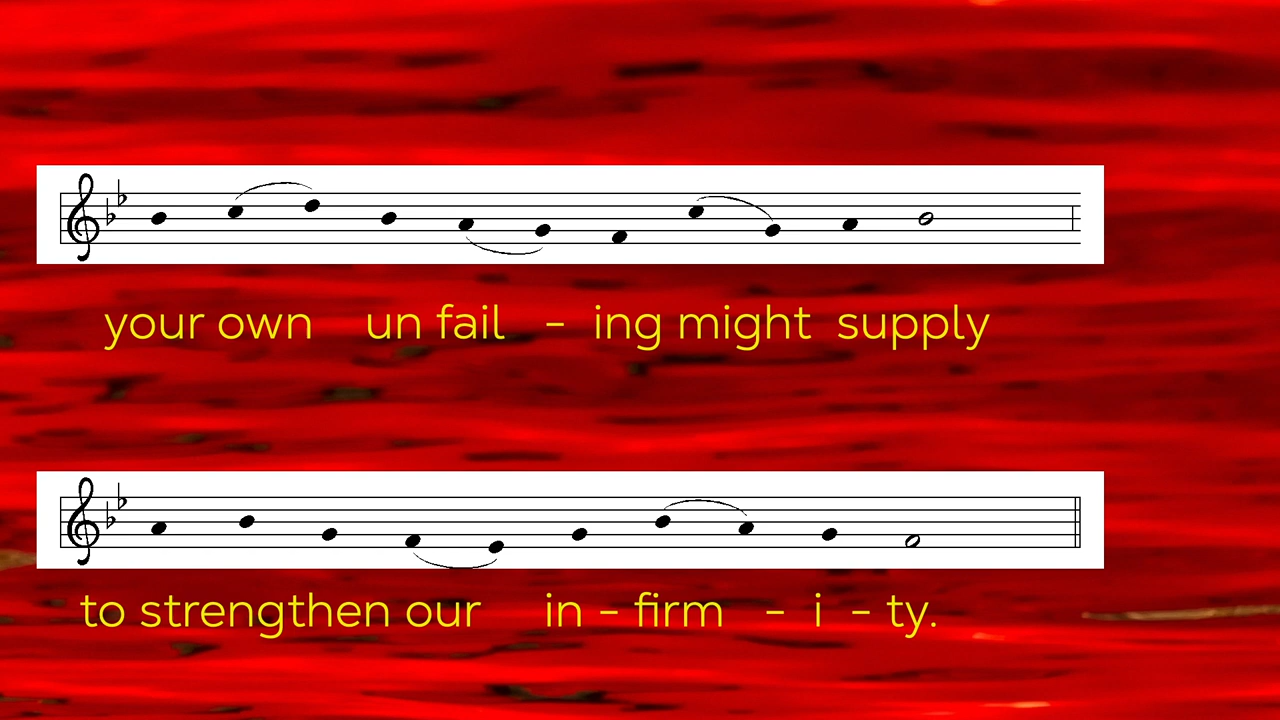 your own un fail - ing might supply
to strengthen our in - firm - i - ty.